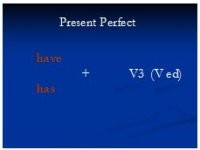 Present Perfect
have
+ V3 (V ed)
has